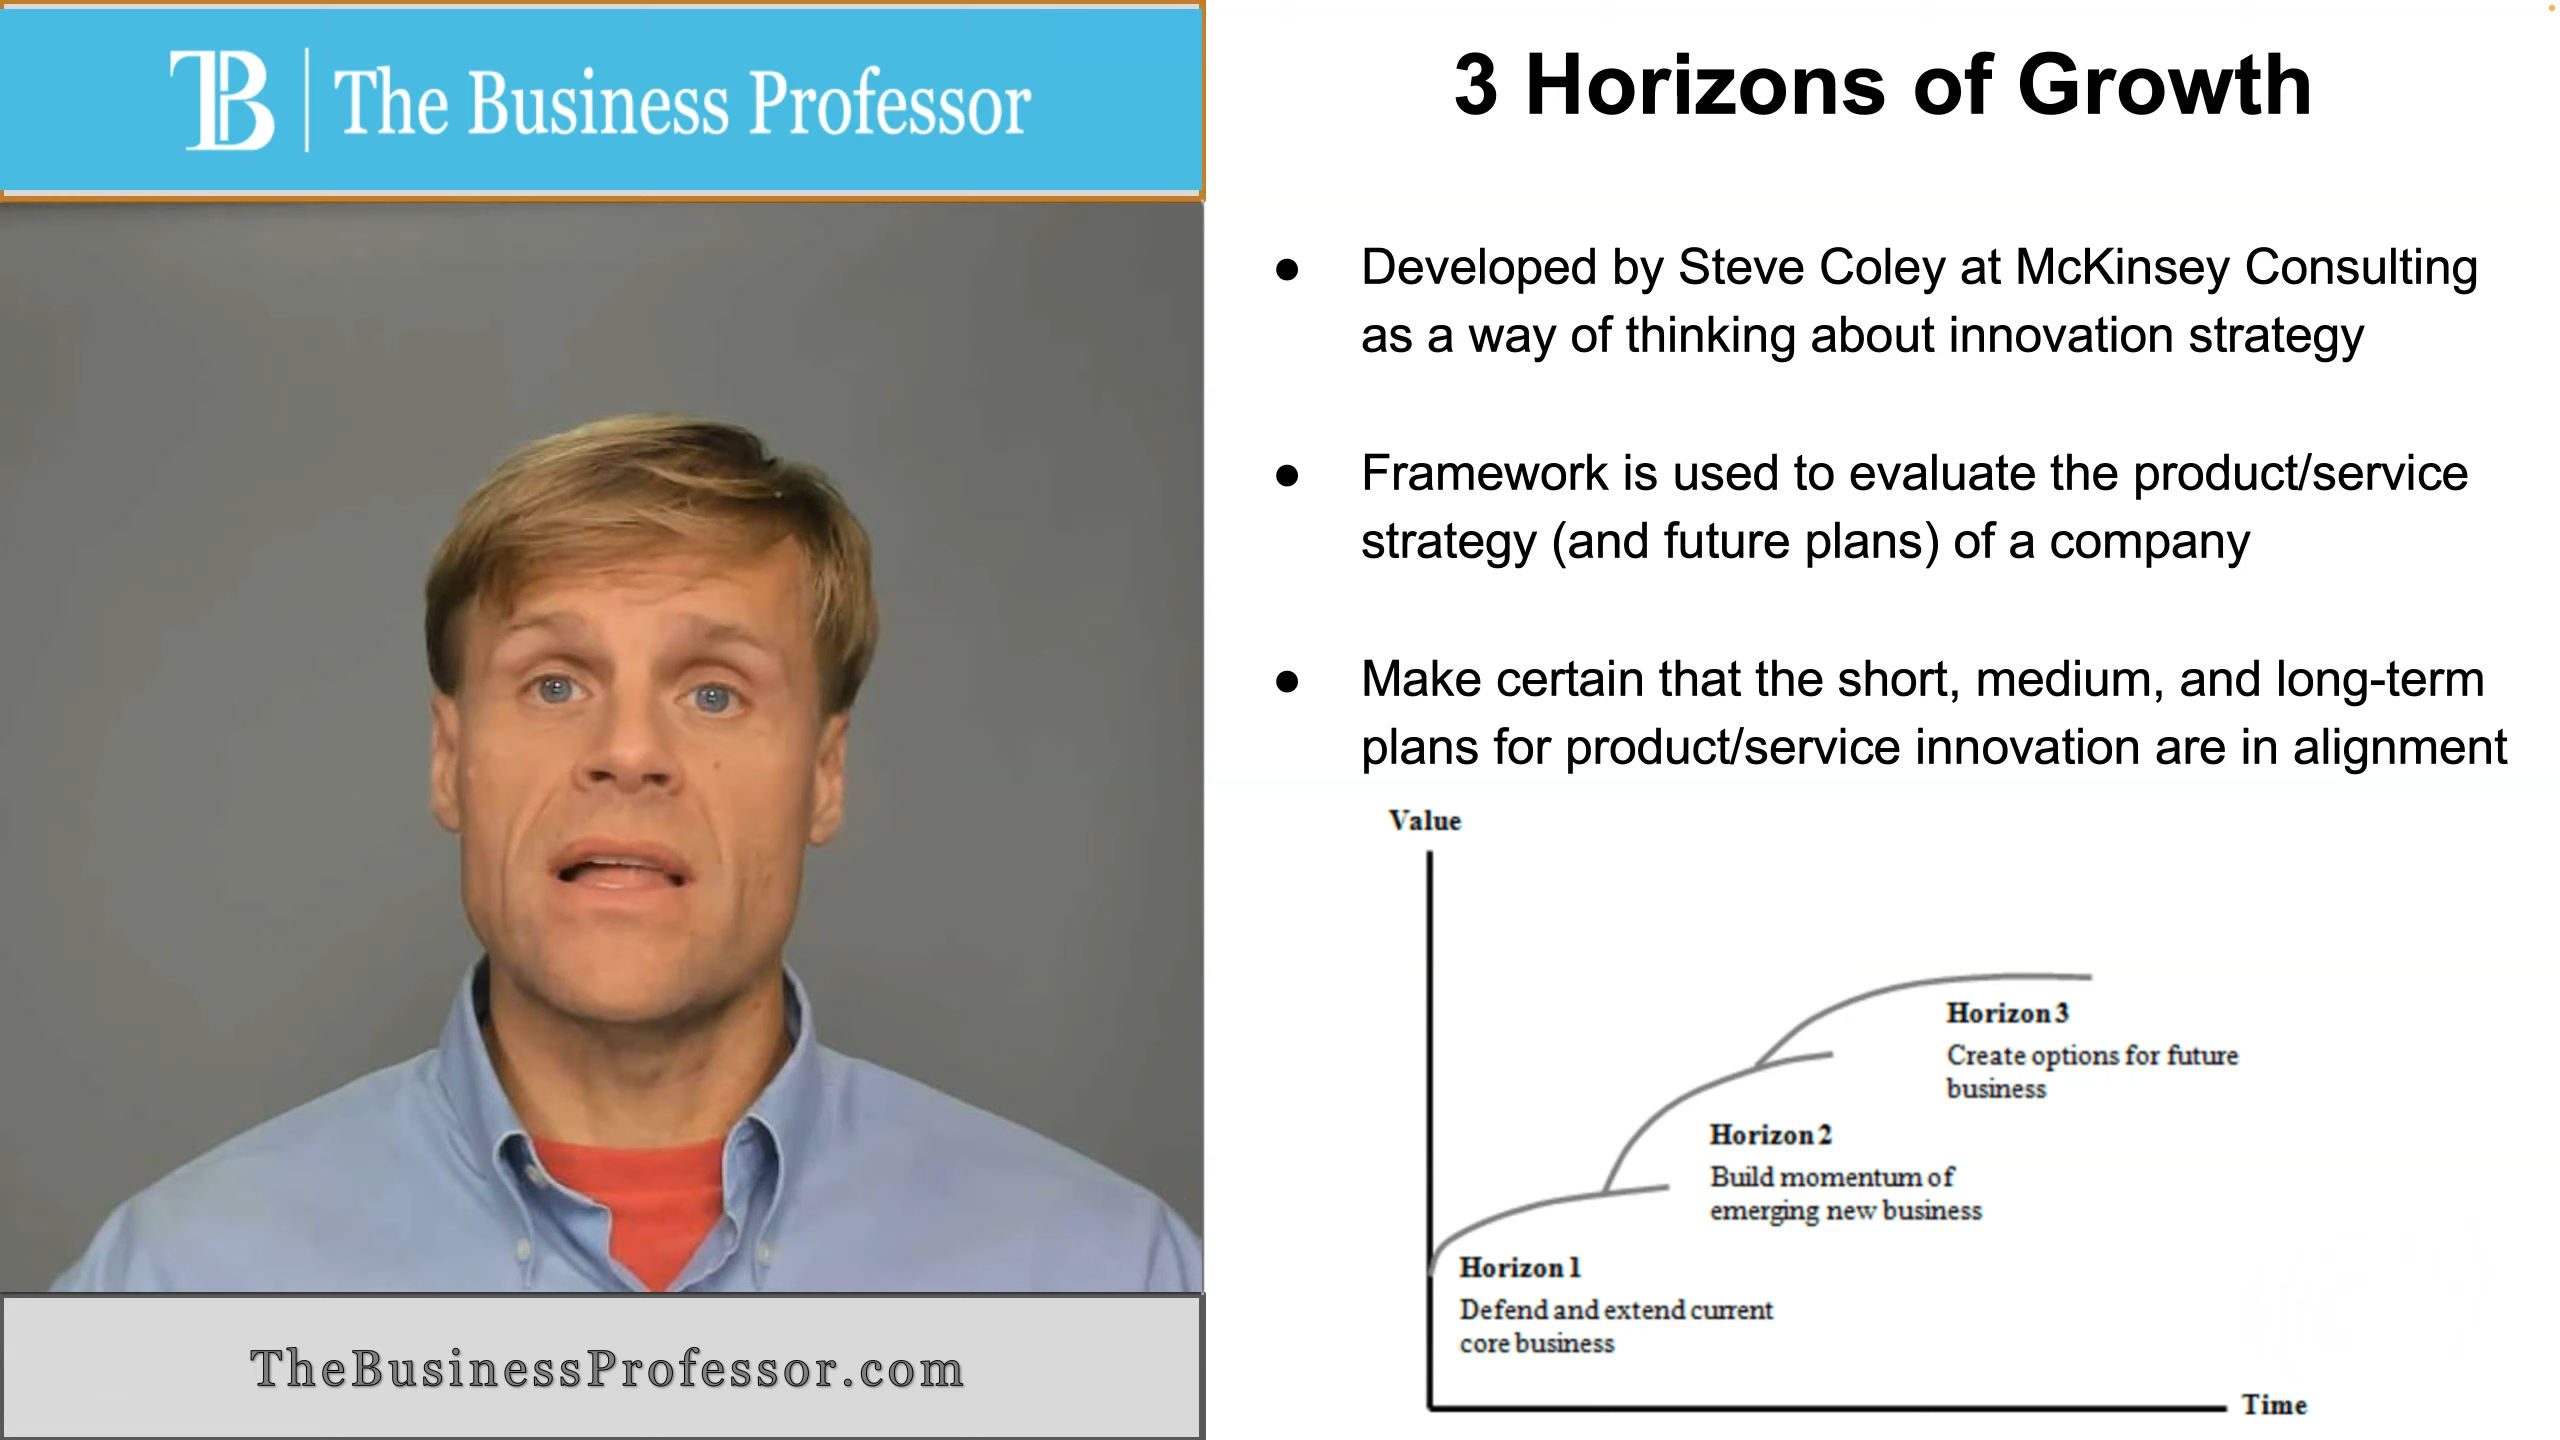 TB | The Business Professor
3 Horizons of Growth
● Developed by Steve Coley at McKinsey Consulting
as a way of thinking about innovation strategy
● Framework is used to evaluate the product/service
strategy (and future plans) of a company
● Make certain that the short, medium, and long-term
plans for product/service innovation are in alignment
Value
Horizon 3
Create options for future
business
Horizon 2
Build momentum of
emerging new business
Horizon 1
Defend and extend current
core business
Time
TheBusinessProfessor.com